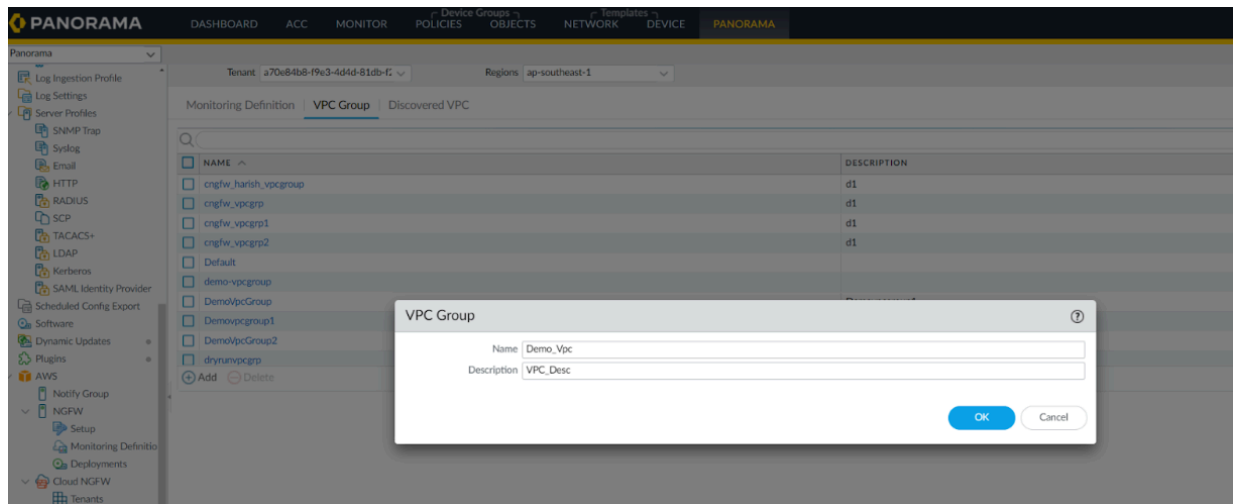 PANORAMA
DASHBOARD ACC MONITOR Device Groups POLICIES OBJECTS Templates NETWORK DEVICE PANORAMA
Panorama
Log Ingestion Profile
Log Settings
Server Profiles
SNMP Trap
Syslog
Email
HTTP
RADIUS
SCP
TACACS+
LDAP
Kerberos
SAML Identity Provider
Scheduled Config Export
Software
Dynamic Updates
Plugins
AWS
Notify Group
NGFW
Setup
Monitoring Definitio
Deployments
Cloud NGFW
Tenants
Tenant a70e84b8-f9e3-4d4d-81db-f2 Regions ap-southeast-1
Monitoring Definition VPC Group Discovered VPC
NAME DESCRIPTION
cngfw_harish_vpcgroup d1
cngfw_vpcgrp d1
cngfw_vpcgrp1 d1
cngfw_vpcgrp2 d1
Default
demo-vpcgroup
DemoVpcGroup
Demovpcgroup1
DemoVpcGroup2
dryrunvpcgrp
Add Delete
VPC Group
Name Demo_Vpc
Description VPC_Desc
OK Cancel